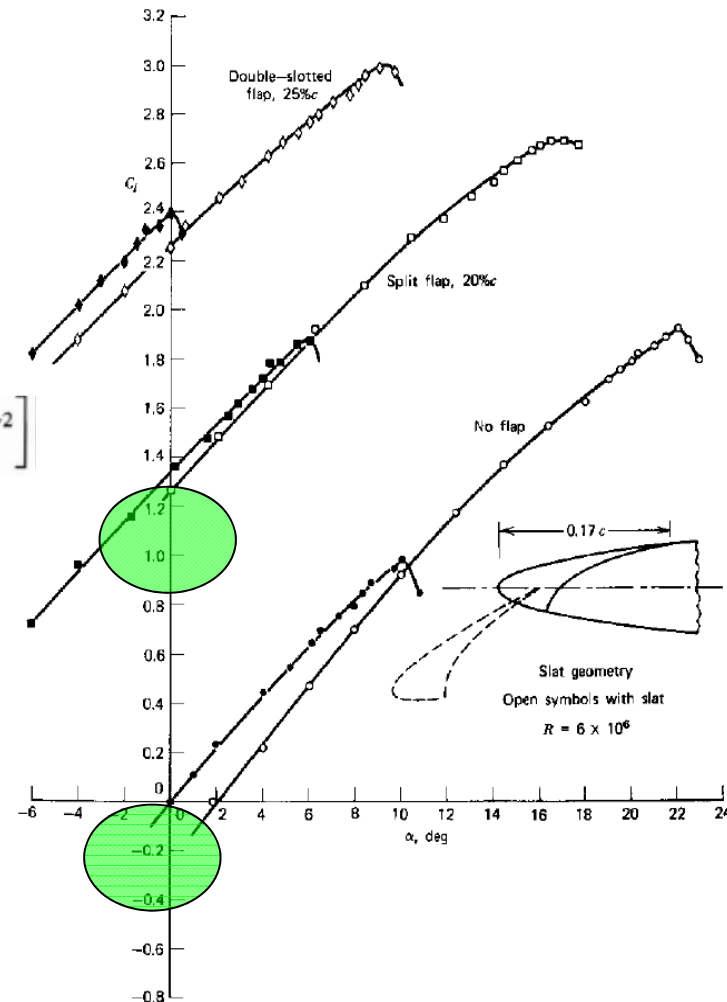 3.2
3.0
Double-slotted
flap, 25%c
2.8
2.6
C_l
2.4
2.2
Split flap, 20%c
2.0
1.8
1.6
2
]
No flap
1.4
1.2
0.17 c
1.0
0.8
0.6
Slat geometry
Open symbols with slat
0.4
R = 6 x 10⁶
0.2
0
-6 -4 -2 0 2 4 6 8 10 12 14 16 18 20 22 24
α, deg
-0.2
-0.4
-0.6
-0.8